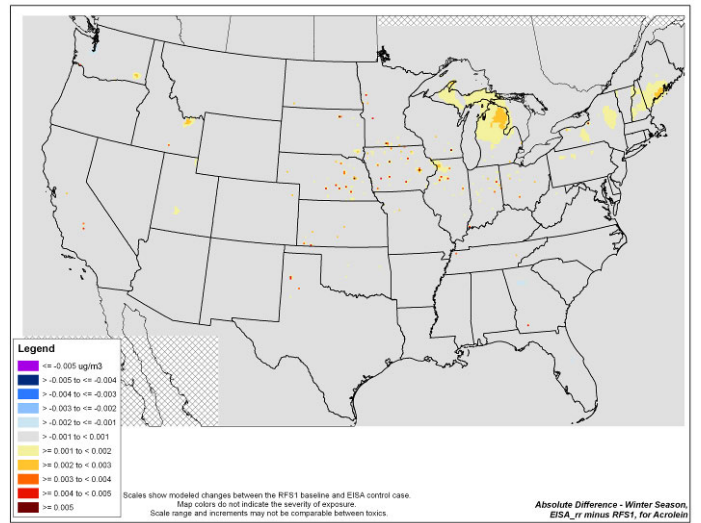 Legend
<= -0.005 ug/m3
> -0.005 to <= -0.004
> -0.004 to <= -0.003
> -0.003 to <= -0.002
> -0.002 to <= -0.001
> -0.001 to < 0.001
>= 0.001 to < 0.002
>= 0.002 to < 0.003
>= 0.003 to < 0.004
>= 0.004 to < 0.005
>= 0.005
Scales show modeled changes between the RFS1 baseline and EISA control case.
Map colors do not indicate the severity of exposure.
Scale range and increments may not be comparable between toxics.
Absolute Difference - Winter Season,
EISA_rr minus RFS1, for Acrolein